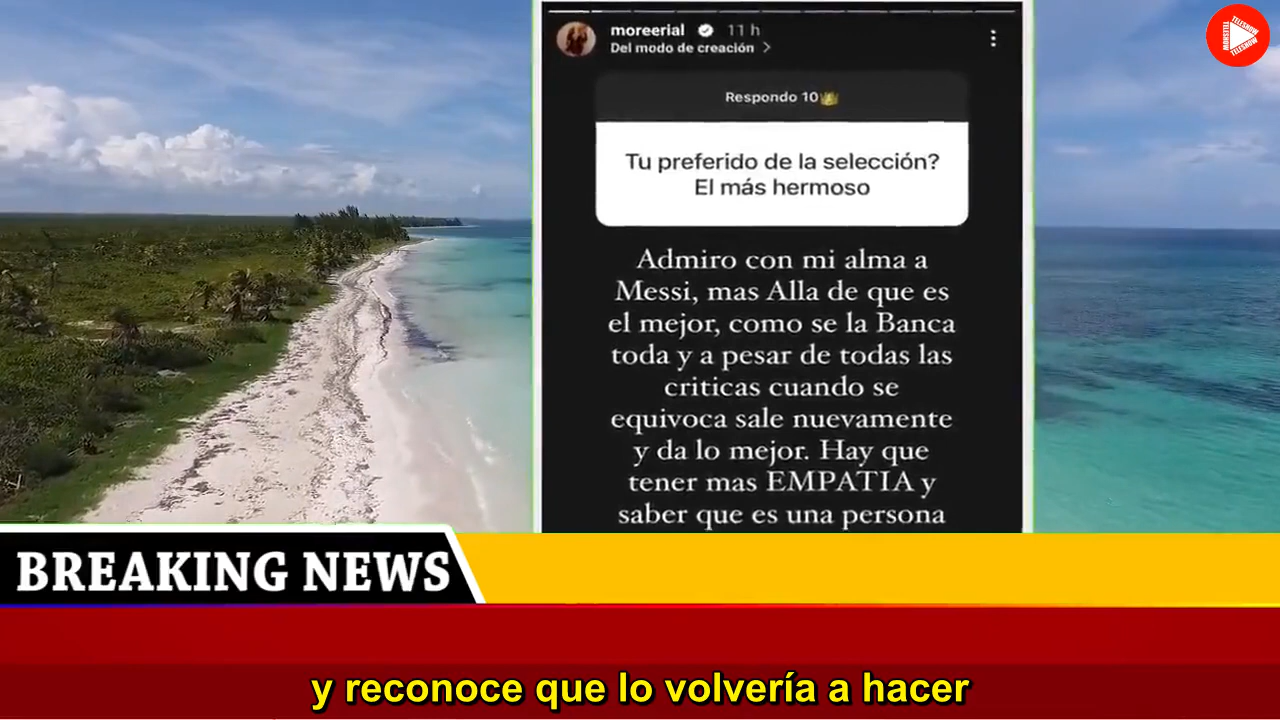 moreerial 11 h
Del modo de creación
Respondo 10
Tu preferido de la selección?
El más hermoso
Admiro con mi alma a
Messi, mas Alla de que es
el mejor, como se la Banca
toda y a pesar de todas las
criticas cuando se
equivoca sale nuevamente
y da lo mejor. Hay que
tener mas EMPATIA y
saber que es una persona
BREAKING NEWS
y reconoce que lo volvería a hacer
TELESHOW
TELESHOW